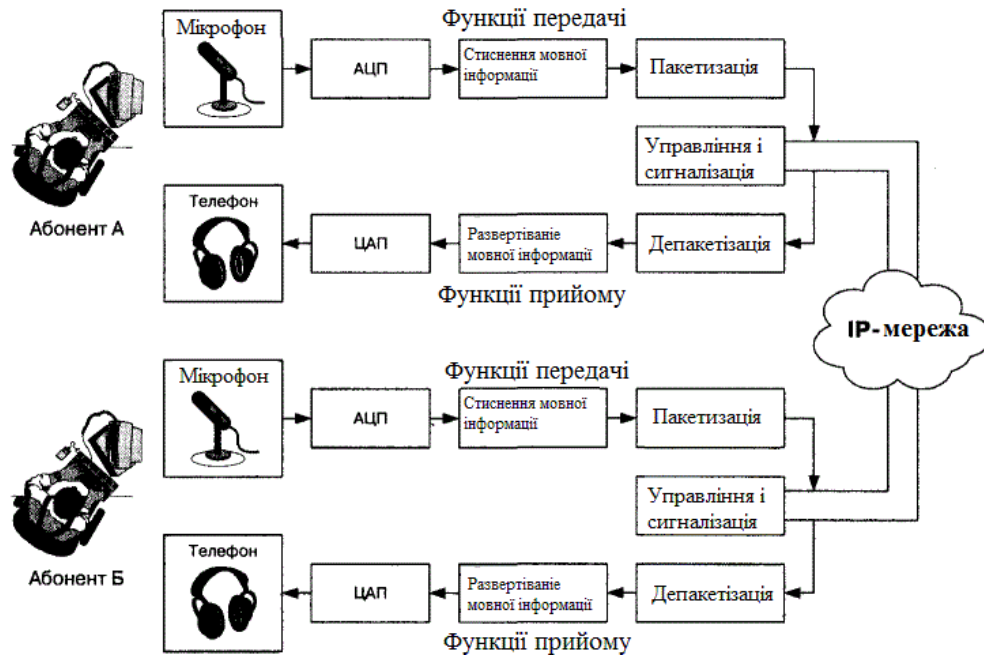 Функції передачі
Мікрофон
АЦП
Стиснення мовної
інформації
Пакетизація
Управління і
сигналізація
Абонент А
Телефон
ЦАП
Развертіваніе
мовної інформації
Депакетізація
Функції прийому
IP-мережа
Функції передачі
Мікрофон
АЦП
Стиснення мовної
інформації
Пакетизація
Управління і
сигналізація
Абонент Б
Телефон
ЦАП
Развертіваніе
мовної інформації
Депакетізація
Функції прийому